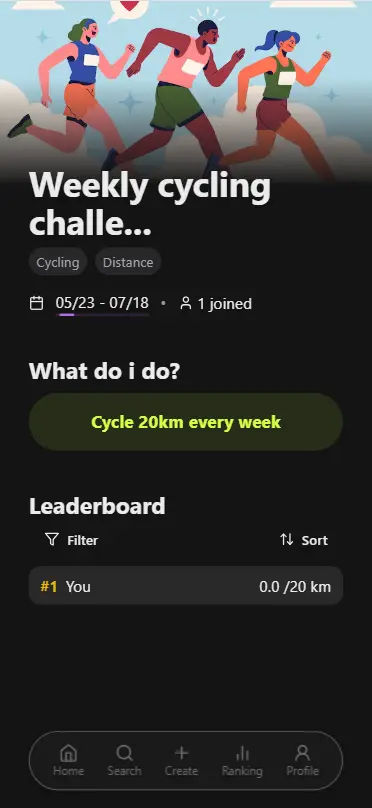 Weekly cycling
challe...
Cycling Distance
05/23 - 07/18 • 1 joined
What do i do?
Cycle 20km every week
Leaderboard
Filter Sort
#1 You 0.0 /20 km
Home Search Create Ranking Profile